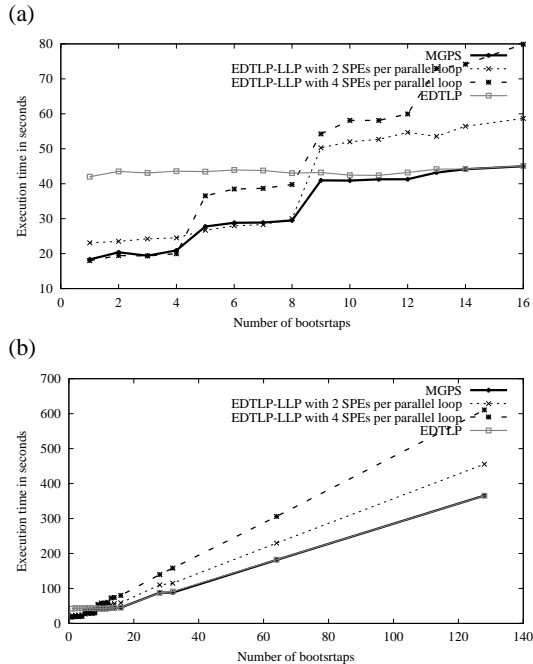 (a)
80
70
60
50
40
30
20
10
Execution time in seconds
MGPS
EDTLP-LLP with 2 SPEs per parallel loop
EDTLP-LLP with 4 SPEs per parallel loop
EDTLP
0 2 4 6 8 10 12 14 16
Number of bootsrtaps
(b)
700
600
500
400
300
200
100
0
Execution time in seconds
MGPS
EDTLP-LLP with 2 SPEs per parallel loop
EDTLP-LLP with 4 SPEs per parallel loop
EDTLP
0 20 40 60 80 100 120 140
Number of bootsrtaps